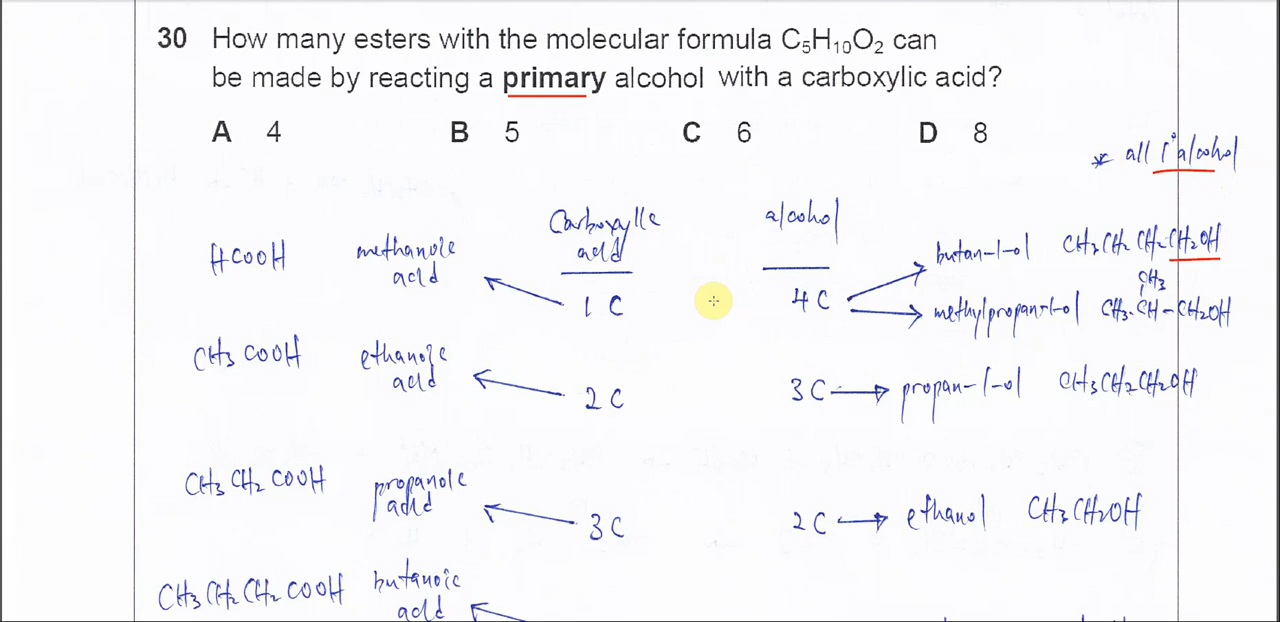 30 How many esters with the molecular formula C₅H₁₀O₂ can
be made by reacting a primary alcohol with a carboxylic acid?
A 4 B 5 C 6 D 8
* all 1° alcohol
Carboxylic
acid
alcohol
HCOOH methanoic
acid
1 C
4 C
butan-1-ol CH₃CH₂CH₂CH₂OH
CH₃
methylpropan-1-ol CH₃-CH-CH₂OH
CH₃COOH ethanoic
acid
2 C
3 C
propan-1-ol CH₃CH₂CH₂OH
CH₃CH₂COOH propanoic
acid
3 C
2 C
ethanol CH₃CH₂OH
CH₃CH₂CH₂COOH butanoic
acid